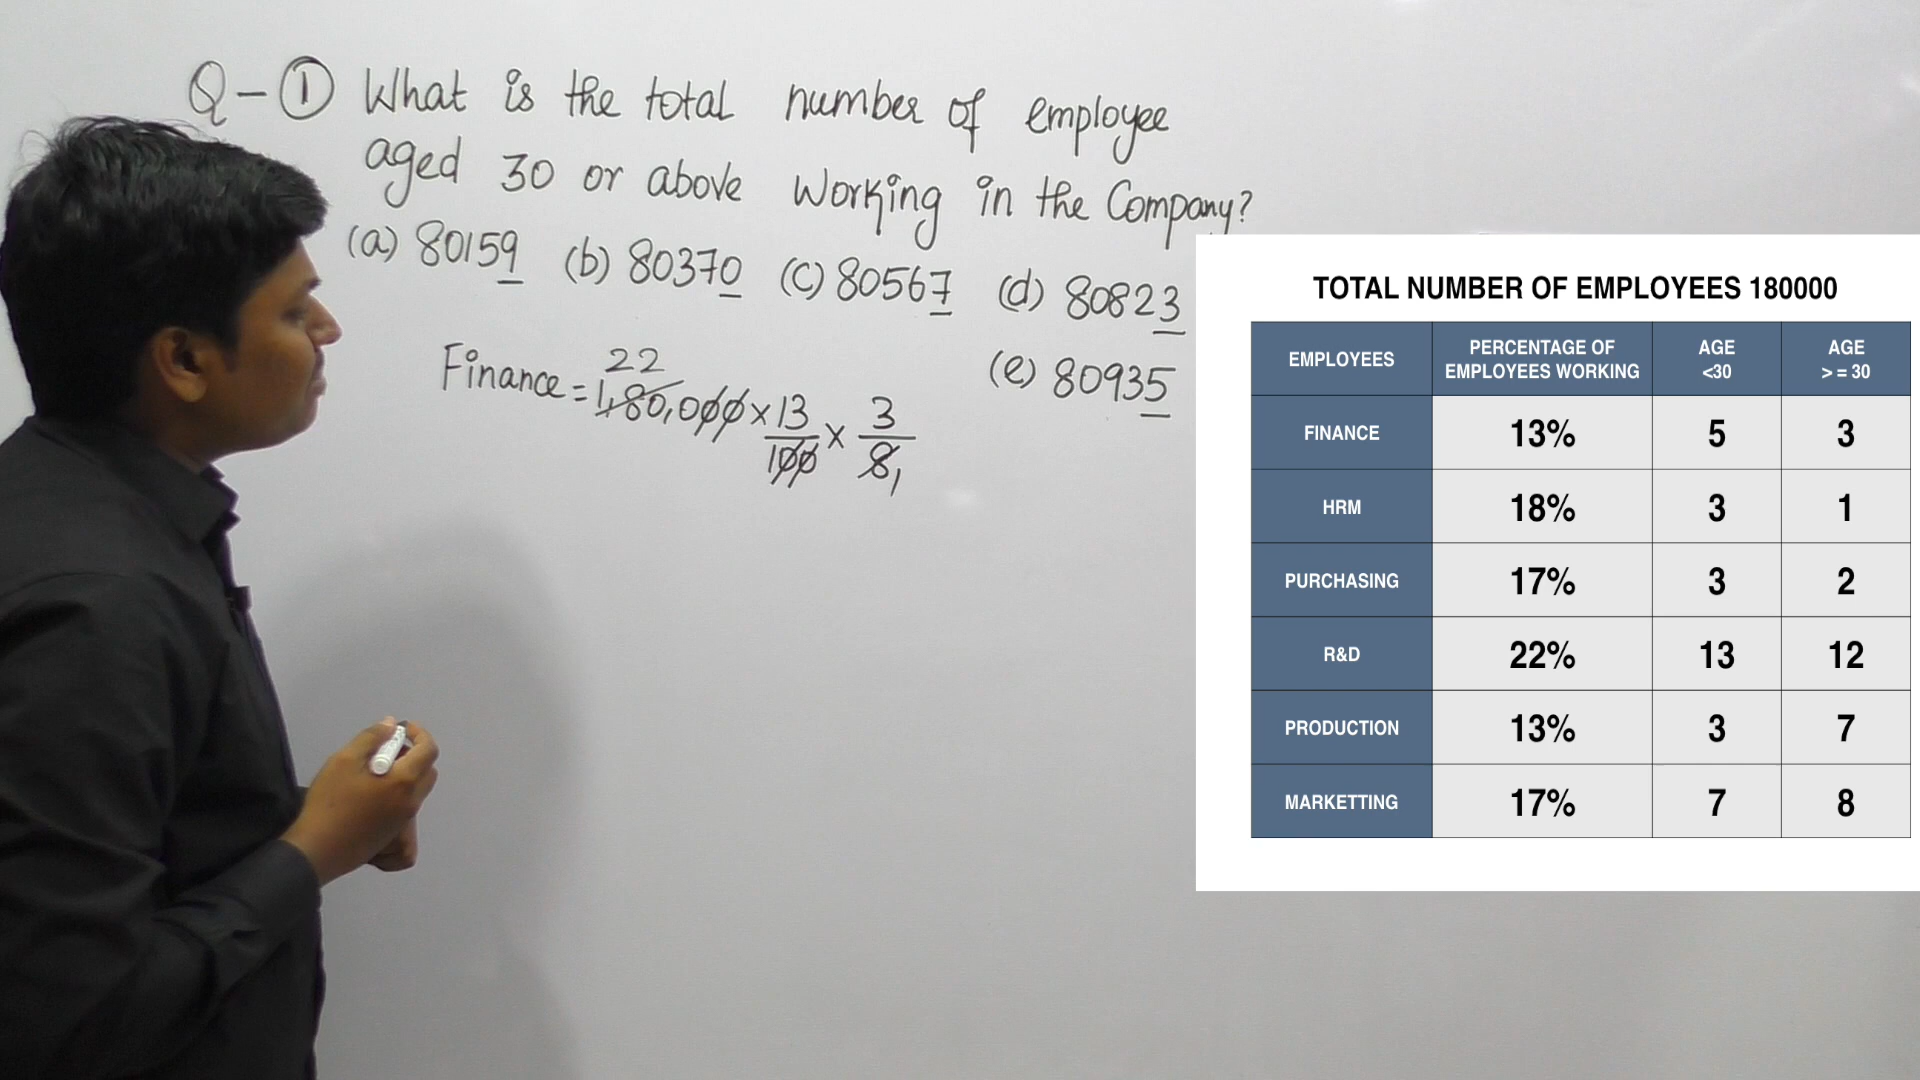 Q-① What is the total number of employee
aged 30 or above working in the Company?
(a) 80159 (b) 80370 (c) 80567 (d) 80823
(e) 80935
22
Finance = 1,80,000 × 13/100 × 3/8 1
TOTAL NUMBER OF EMPLOYEES 180000
EMPLOYEES PERCENTAGE OF EMPLOYEES WORKING AGE <30 AGE > = 30
FINANCE 13% 5 3
HRM 18% 3 1
PURCHASING 17% 3 2
R&D 22% 13 12
PRODUCTION 13% 3 7
MARKETTING 17% 7 8